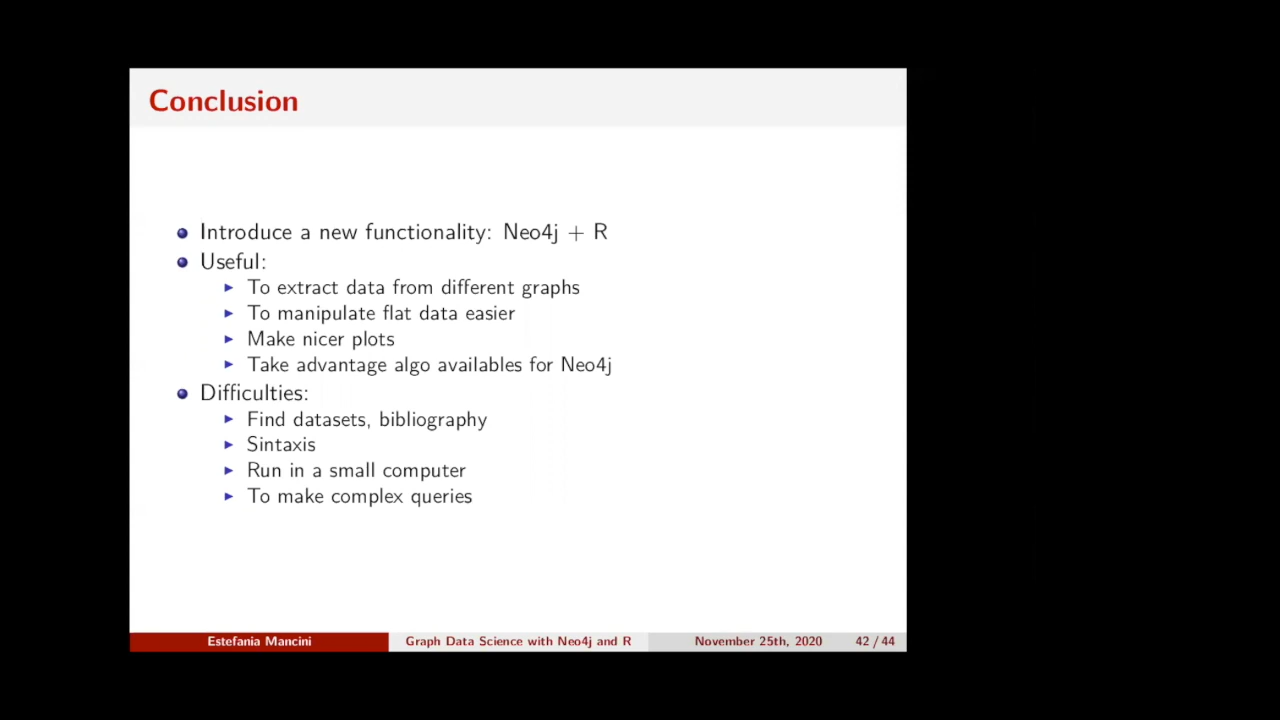 Conclusion
Introduce a new functionality: Neo4j + R
Useful:
To extract data from different graphs
To manipulate flat data easier
Make nicer plots
Take advantage algo availables for Neo4j
Difficulties:
Find datasets, bibliography
Sintaxis
Run in a small computer
To make complex queries
Estefania Mancini Graph Data Science with Neo4j and R November 25th, 2020 42 / 44